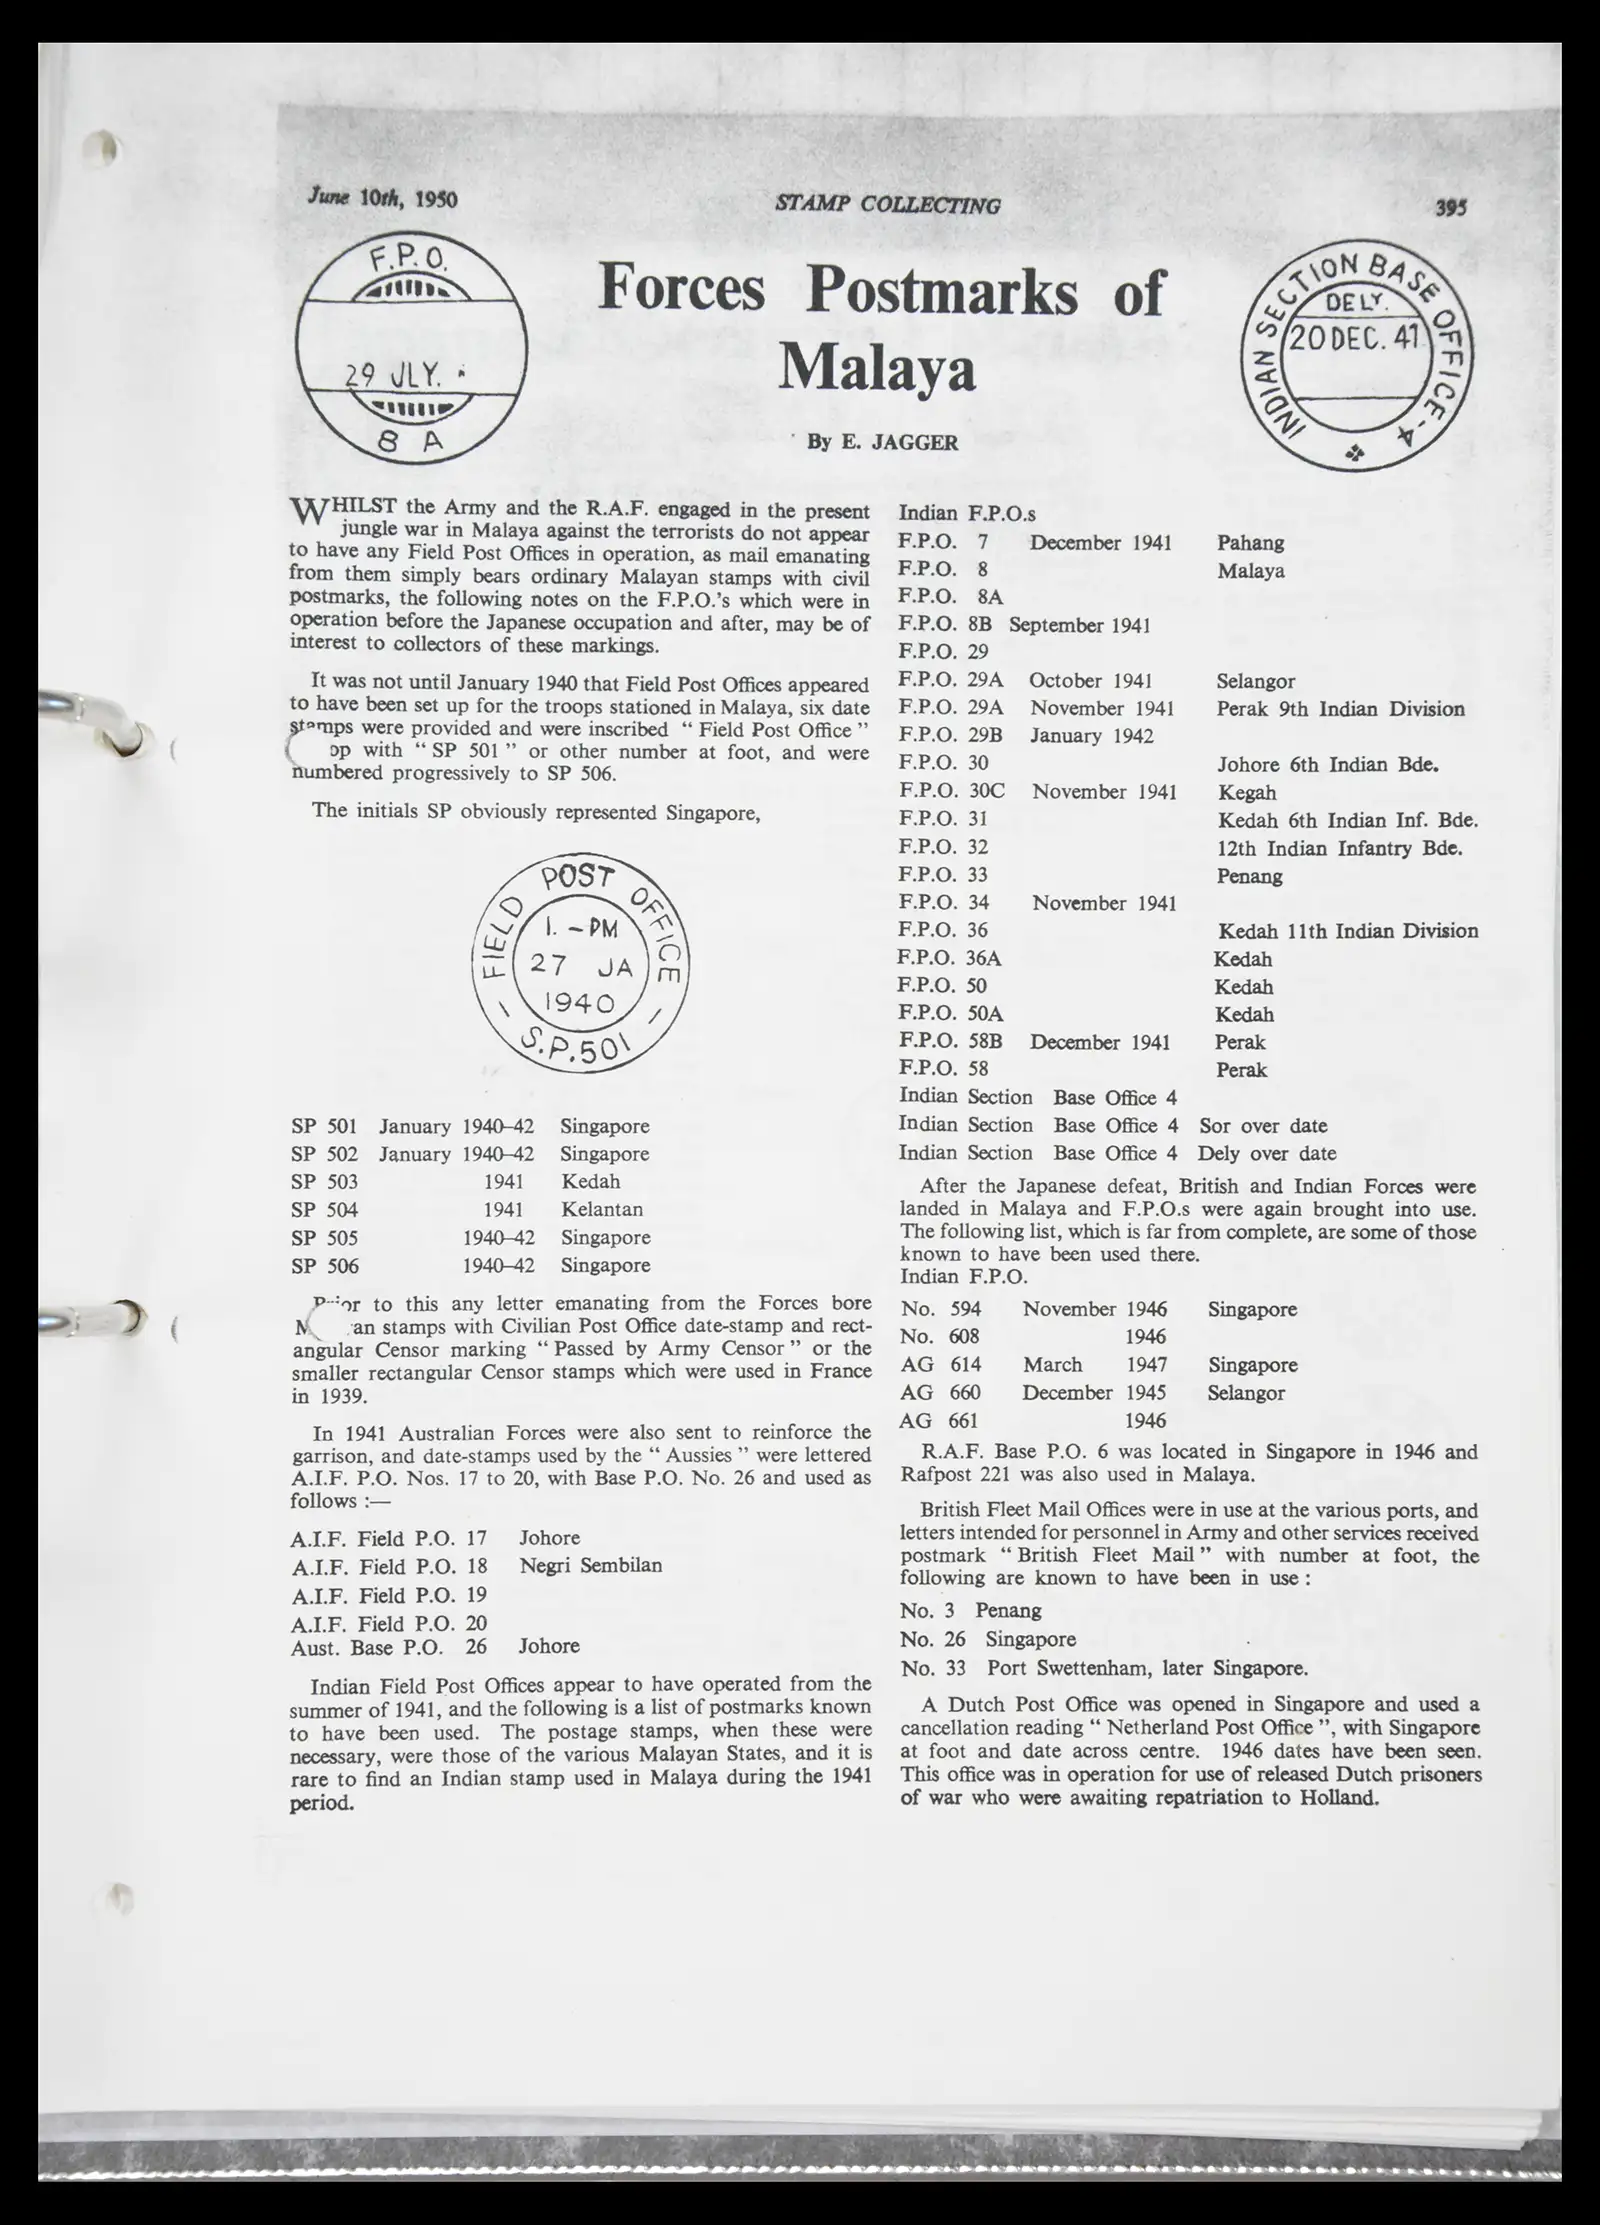 June 10th, 1950 STAMP COLLECTING 395
F.P.O.
29 JLY.
8 A
Forces Postmarks of
Malaya
By E. JAGGER
INDIAN SECTION BASE OFFICE-4
DELY.
20 DEC. 41
WHILST the Army and the R.A.F. engaged in the present
jungle war in Malaya against the terrorists do not appear
to have any Field Post Offices in operation, as mail emanating
from them simply bears ordinary Malayan stamps with civil
postmarks, the following notes on the F.P.O.'s which were in
operation before the Japanese occupation and after, may be of
interest to collectors of these markings.
It was not until January 1940 that Field Post Offices appeared
to have been set up for the troops stationed in Malaya, six date
stamps were provided and were inscribed “ Field Post Office ”
op with “ SP 501 ” or other number at foot, and were
numbered progressively to SP 506.
The initials SP obviously represented Singapore,
FIELD POST OFFICE
1. - PM
27 JA
1940
S.P.501
SP 501 January 1940–42 Singapore
SP 502 January 1940–42 Singapore
SP 503 1941 Kedah
SP 504 1941 Kelantan
SP 505 1940–42 Singapore
SP 506 1940–42 Singapore
Prior to this any letter emanating from the Forces bore
an stamps with Civilian Post Office date-stamp and rect-
angular Censor marking “ Passed by Army Censor ” or the
smaller rectangular Censor stamps which were used in France
in 1939.
In 1941 Australian Forces were also sent to reinforce the
garrison, and date-stamps used by the “ Aussies ” were lettered
A.I.F. P.O. Nos. 17 to 20, with Base P.O. No. 26 and used as
follows :—
A.I.F. Field P.O. 17 Johore
A.I.F. Field P.O. 18 Negri Sembilan
A.I.F. Field P.O. 19
A.I.F. Field P.O. 20
Aust. Base P.O. 26 Johore
Indian Field Post Offices appear to have operated from the
summer of 1941, and the following is a list of postmarks known
to have been used. The postage stamps, when these were
necessary, were those of the various Malayan States, and it is
rare to find an Indian stamp used in Malaya during the 1941
period.
Indian F.P.O.s
F.P.O. 7 December 1941 Pahang
F.P.O. 8 Malaya
F.P.O. 8A
F.P.O. 8B September 1941
F.P.O. 29
F.P.O. 29A October 1941 Selangor
F.P.O. 29A November 1941 Perak 9th Indian Division
F.P.O. 29B January 1942
F.P.O. 30 Johore 6th Indian Bde.
F.P.O. 30C November 1941 Kegah
F.P.O. 31 Kedah 6th Indian Inf. Bde.
F.P.O. 32 12th Indian Infantry Bde.
F.P.O. 33 Penang
F.P.O. 34 November 1941
F.P.O. 36 Kedah 11th Indian Division
F.P.O. 36A Kedah
F.P.O. 50 Kedah
F.P.O. 50A Kedah
F.P.O. 58B December 1941 Perak
F.P.O. 58 Perak
Indian Section Base Office 4
Indian Section Base Office 4 Sor over date
Indian Section Base Office 4 Dely over date
After the Japanese defeat, British and Indian Forces were
landed in Malaya and F.P.O.s were again brought into use.
The following list, which is far from complete, are some of those
known to have been used there.
Indian F.P.O.
No. 594 November 1946 Singapore
No. 608 1946
AG 614 March 1947 Singapore
AG 660 December 1945 Selangor
AG 661 1946
R.A.F. Base P.O. 6 was located in Singapore in 1946 and
Rafpost 221 was also used in Malaya.
British Fleet Mail Offices were in use at the various ports, and
letters intended for personnel in Army and other services received
postmark “ British Fleet Mail ” with number at foot, the
following are known to have been in use :
No. 3 Penang
No. 26 Singapore
No. 33 Port Swettenham, later Singapore.
A Dutch Post Office was opened in Singapore and used a
cancellation reading “ Netherland Post Office ”, with Singapore
at foot and date across centre. 1946 dates have been seen.
This office was in operation for use of released Dutch prisoners
of war who were awaiting repatriation to Holland.